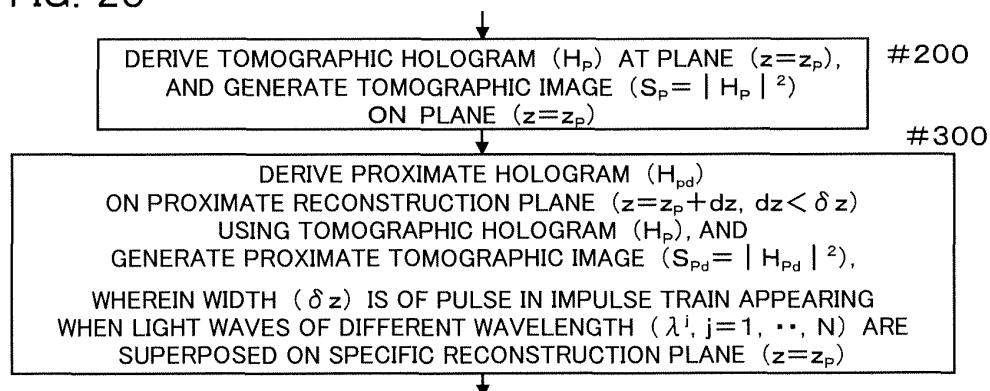 FIG. 20
DERIVE TOMOGRAPHIC HOLOGRAM (H_P) AT PLANE (z=z_P),
AND GENERATE TOMOGRAPHIC IMAGE (S_P=|H_P|²)
ON PLANE (z=z_P)
#200
#300
DERIVE PROXIMATE HOLOGRAM (H_pd)
ON PROXIMATE RECONSTRUCTION PLANE (z=z_P+dz, dz<δz)
USING TOMOGRAPHIC HOLOGRAM (H_P), AND
GENERATE PROXIMATE TOMOGRAPHIC IMAGE (S_Pd=|H_Pd|²),
WHEREIN WIDTH (δz) IS OF PULSE IN IMPULSE TRAIN APPEARING
WHEN LIGHT WAVES OF DIFFERENT WAVELENGTH (λ^j, j=1, ··, N) ARE
SUPERPOSED ON SPECIFIC RECONSTRUCTION PLANE (z=z_P)